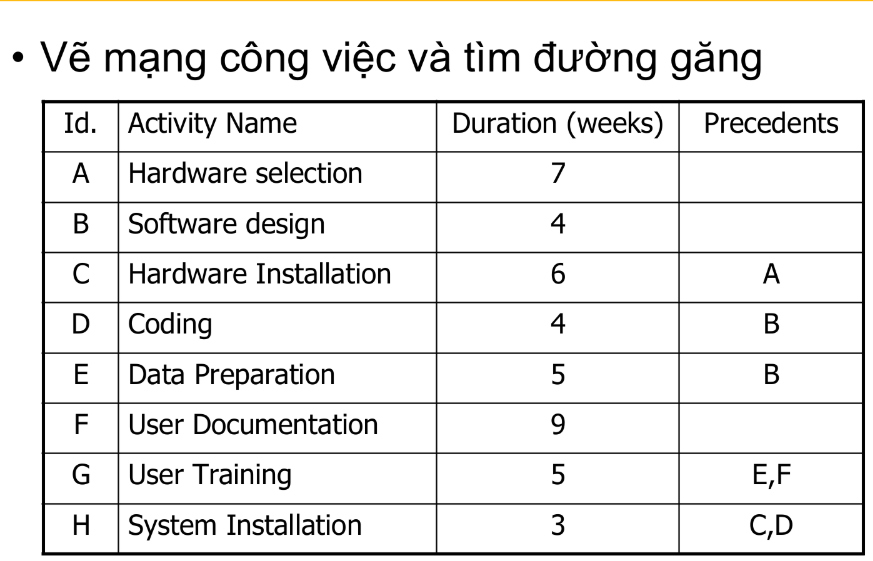 • Vẽ mạng công việc và tìm đường găng
Id. Activity Name Duration (weeks) Precedents
A Hardware selection 7
B Software design 4
C Hardware Installation 6 A
D Coding 4 B
E Data Preparation 5 B
F User Documentation 9
G User Training 5 E,F
H System Installation 3 C,D